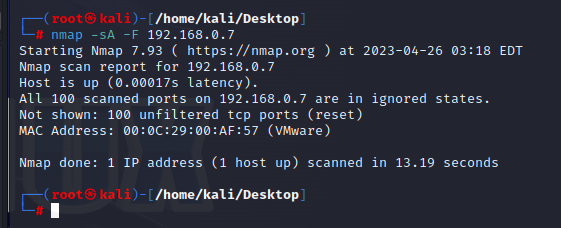 ┌──(root㉿kali)-[/home/kali/Desktop]
└─# nmap -sA -F 192.168.0.7
Starting Nmap 7.93 ( https://nmap.org ) at 2023-04-26 03:18 EDT
Nmap scan report for 192.168.0.7
Host is up (0.00017s latency).
All 100 scanned ports on 192.168.0.7 are in ignored states.
Not shown: 100 unfiltered tcp ports (reset)
MAC Address: 00:0C:29:00:AF:57 (VMware)

Nmap done: 1 IP address (1 host up) scanned in 13.19 seconds

┌──(root㉿kali)-[/home/kali/Desktop]
└─#